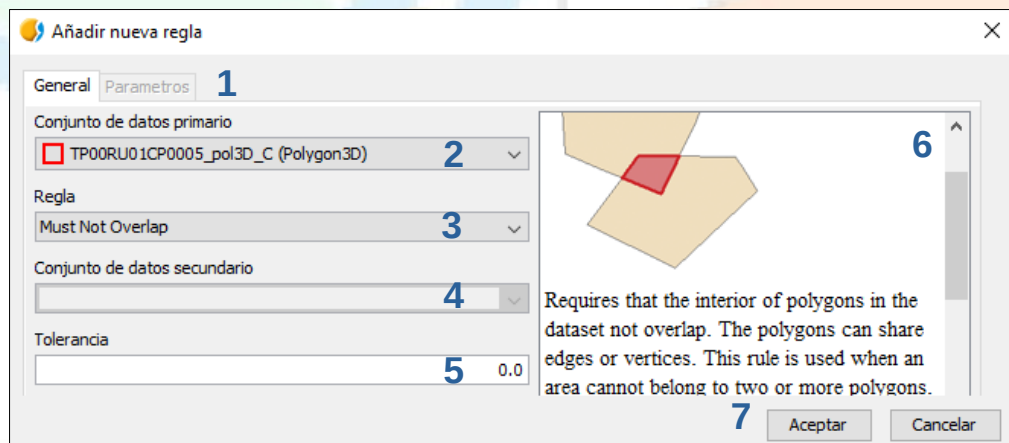 Añadir nueva regla
General Parametros 1
Conjunto de datos primario
TP00RU01CP0005_pol3D_C (Polygon3D) 2
6
Regla
Must Not Overlap 3
Conjunto de datos secundario
4
Tolerancia
0.0 5
Requires that the interior of polygons in the
dataset not overlap. The polygons can share
edges or vertices. This rule is used when an
area cannot belong to two or more polygons.
7 Aceptar Cancelar